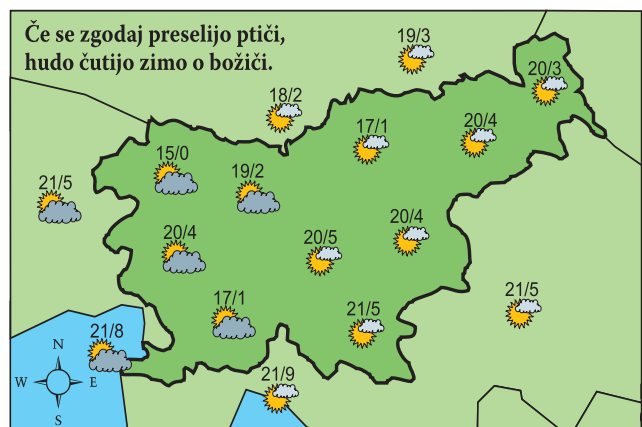 Če se zgodaj preselijo ptiči,
hudo čutijo zimo o božiči.
19/3
20/3
18/2
17/1
20/4
15/0
19/2
21/5
20/4
20/4
20/5
21/5
17/1
21/5
21/8
21/9
N
W
E
S